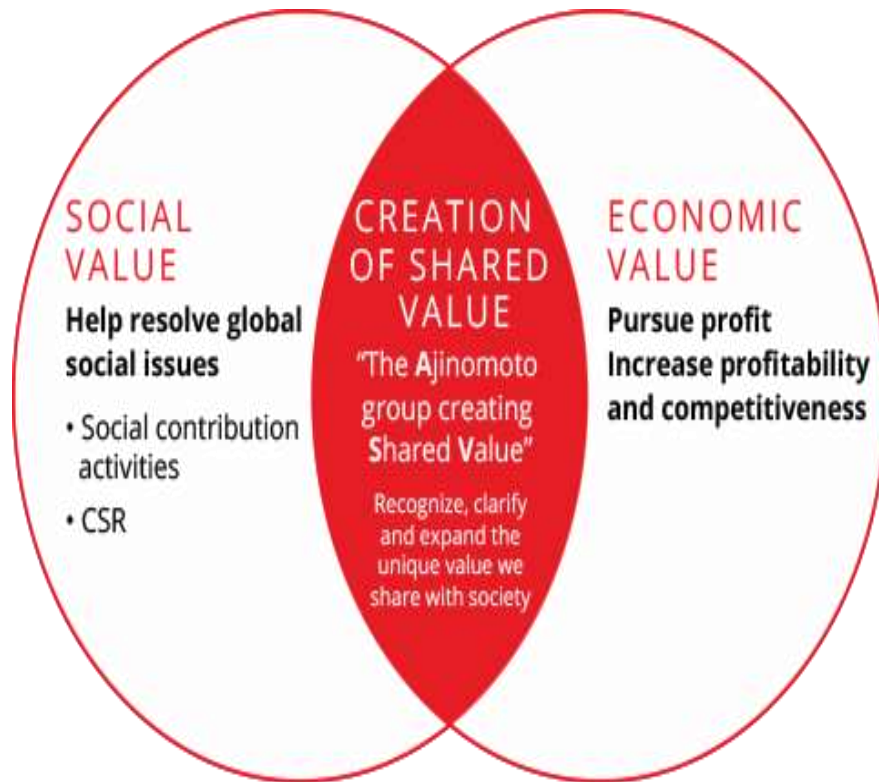 SOCIAL
VALUE
Help resolve global
social issues
• Social contribution
activities
• CSR
CREATION
OF SHARED
VALUE
"The Ajinomoto
group creating
Shared Value"
Recognize, clarify
and expand the
unique value we
share with society
ECONOMIC
VALUE
Pursue profit
Increase profitability
and competitiveness